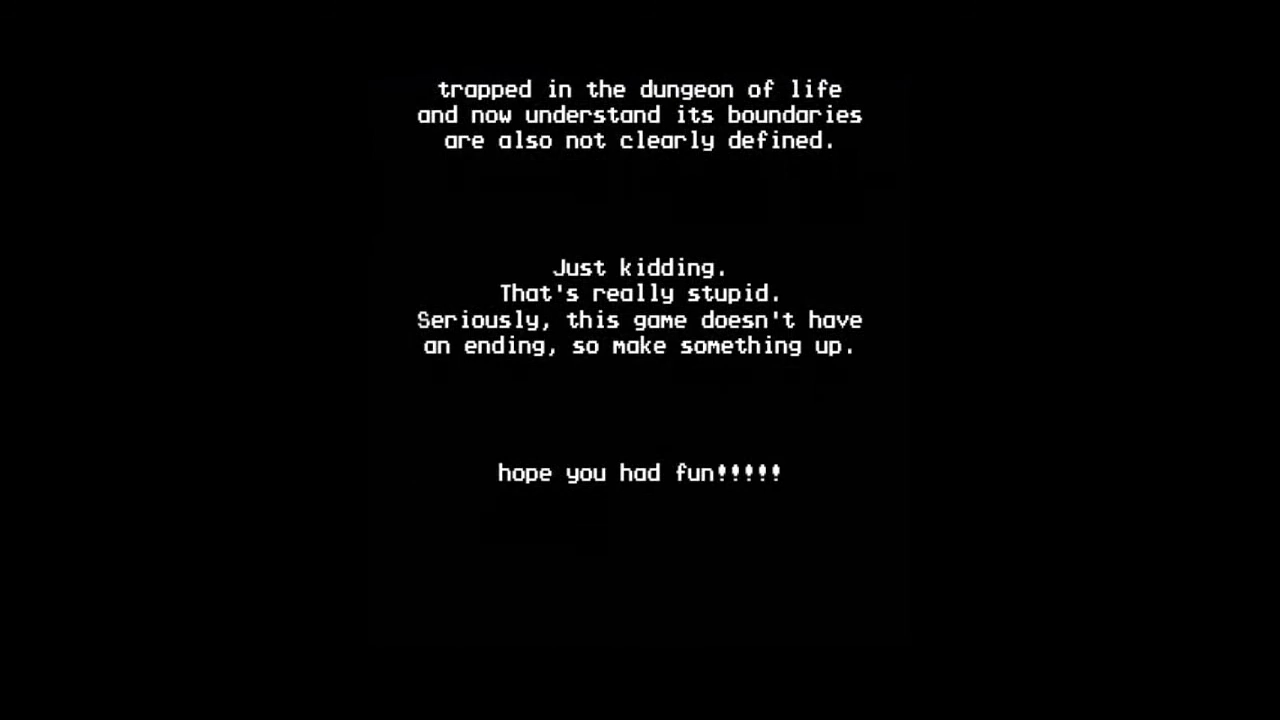 trapped in the dungeon of life
and now understand its boundaries
are also not clearly defined.
Just kidding.
That's really stupid.
Seriously, this game doesn't have
an ending, so make something up.
hope you had fun!!!!!